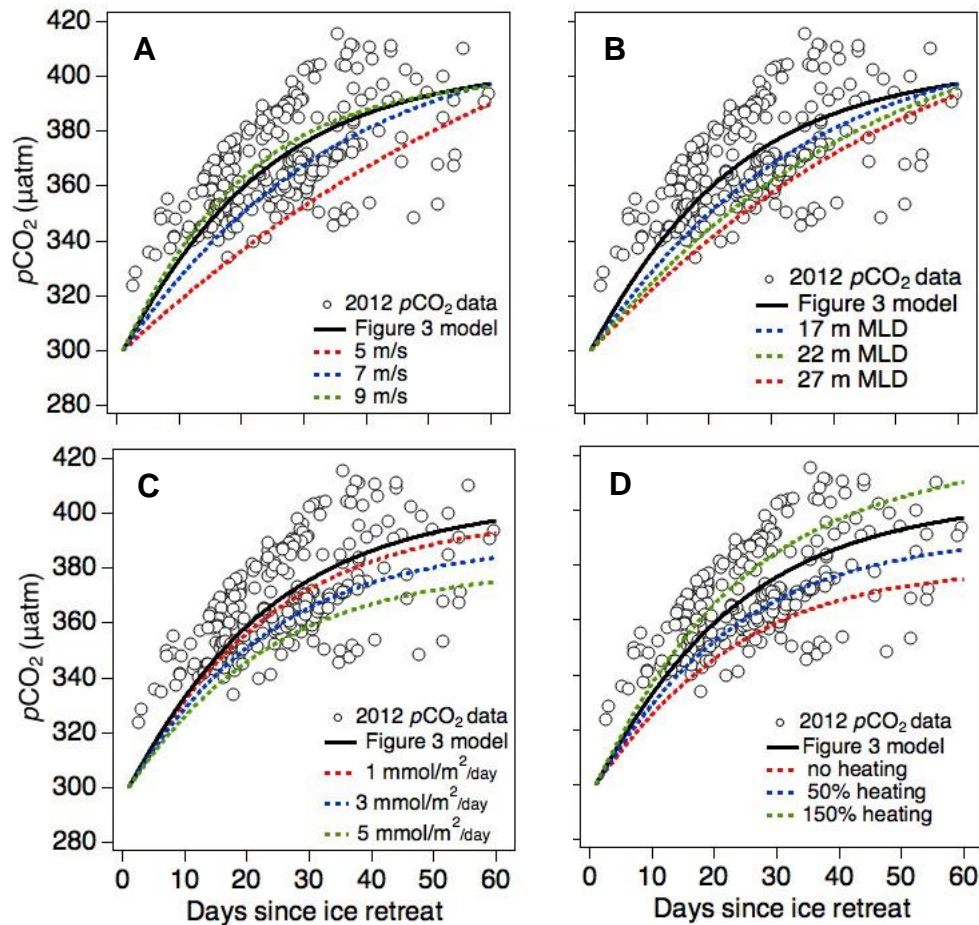 A
B
420
400
380
360
340
320
300
280
pCO2 (µatm)
2012 pCO2 data
Figure 3 model
5 m/s
7 m/s
9 m/s
2012 pCO2 data
Figure 3 model
17 m MLD
22 m MLD
27 m MLD
C
D
420
400
380
360
340
320
300
280
pCO2 (µatm)
2012 pCO2 data
Figure 3 model
1 mmol/m2/day
3 mmol/m2/day
5 mmol/m2/day
2012 pCO2 data
Figure 3 model
no heating
50% heating
150% heating
0 10 20 30 40 50 60
0 10 20 30 40 50 60
Days since ice retreat
Days since ice retreat